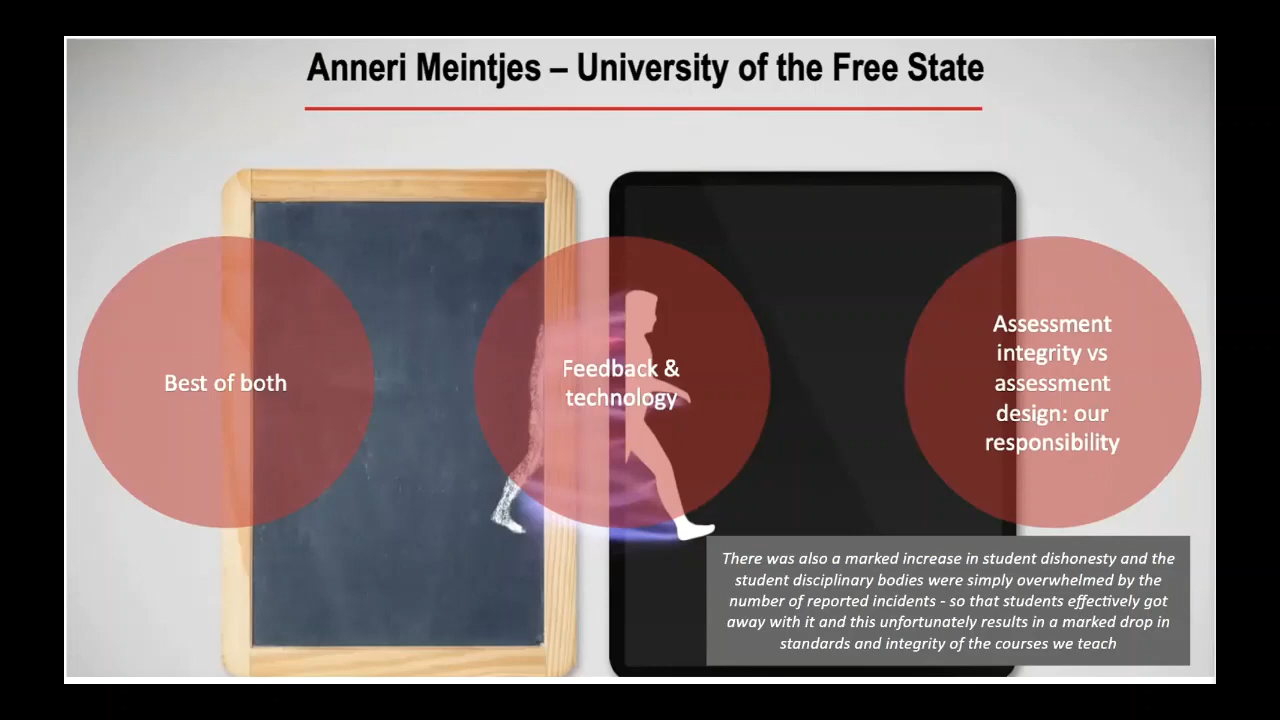 Anneri Meintjes – University of the Free State
Best of both
Feedback &
technology
Assessment
integrity vs
assessment
design: our
responsibility
There was also a marked increase in student dishonesty and the
student disciplinary bodies were simply overwhelmed by the
number of reported incidents - so that students effectively got
away with it and this unfortunately results in a marked drop in
standards and integrity of the courses we teach